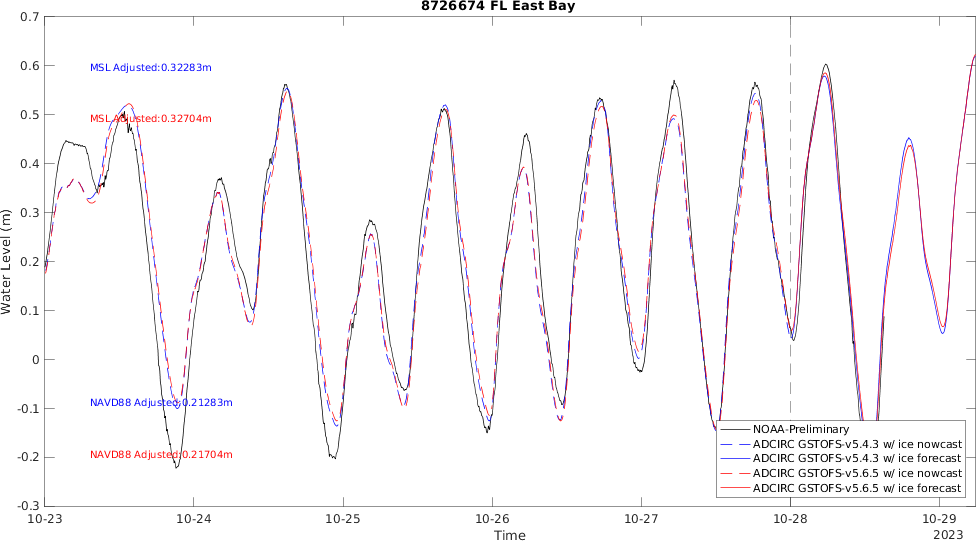 8726674 FL East Bay
0.7
0.6
0.5
0.4
0.3
0.2
0.1
0
-0.1
-0.2
-0.3
Water Level (m)
MSL Adjusted:0.32283m
MSL Adjusted:0.32704m
NAVD88 Adjusted:0.21283m
NAVD88 Adjusted:0.21704m
NOAA-Preliminary
ADCIRC GSTOFS-v5.4.3 w/ ice nowcast
ADCIRC GSTOFS-v5.4.3 w/ ice forecast
ADCIRC GSTOFS-v5.6.5 w/ ice nowcast
ADCIRC GSTOFS-v5.6.5 w/ ice forecast
10-23
10-24
10-25
10-26
10-27
10-28
10-29
2023
Time